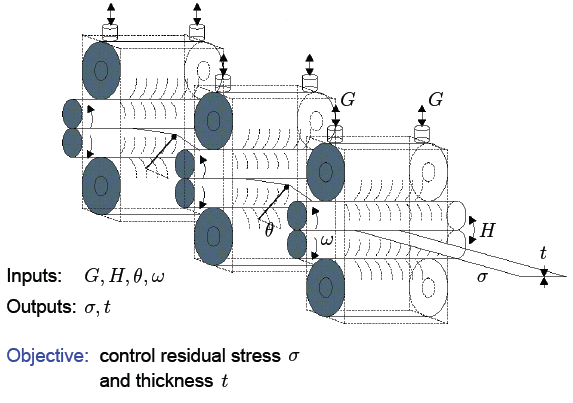 G G
H
θ
ω
t
σ
Inputs: G, H, θ, ω
Outputs: σ, t
Objective: control residual stress σ
and thickness t